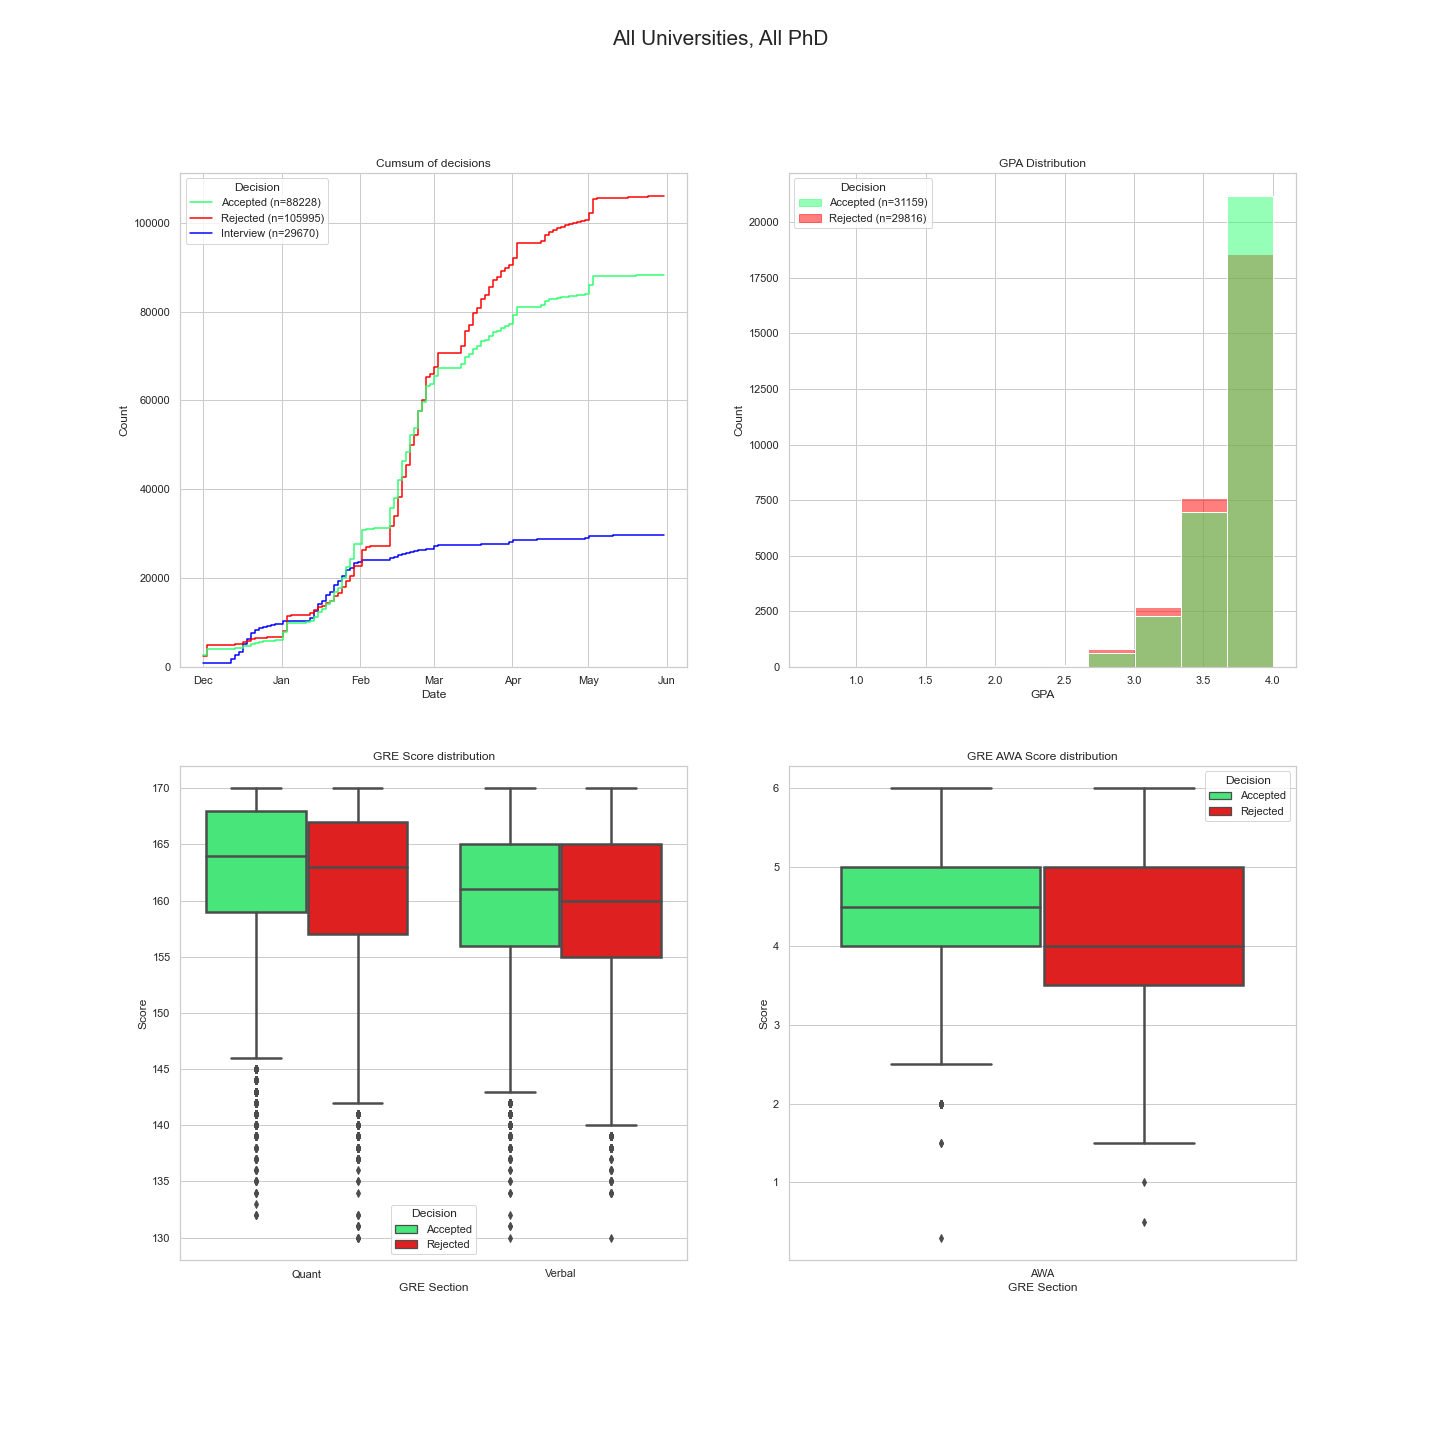 All Universities, All PhD
Cumsum of decisions
Decision
Accepted (n=88228)
Rejected (n=105995)
Interview (n=29670)
Count
100000
80000
60000
40000
20000
0
Dec Jan Feb Mar Apr May Jun
Date
GPA Distribution
Decision
Accepted (n=31159)
Rejected (n=29816)
Count
20000
17500
15000
12500
10000
7500
5000
2500
0
1.0 1.5 2.0 2.5 3.0 3.5 4.0
GPA
GRE Score distribution
Score
170
165
160
155
150
145
140
135
130
Decision
Accepted
Rejected
Quant Verbal
GRE Section
GRE AWA Score distribution
Decision
Accepted
Rejected
Score
6
5
4
3
2
1
AWA
GRE Section